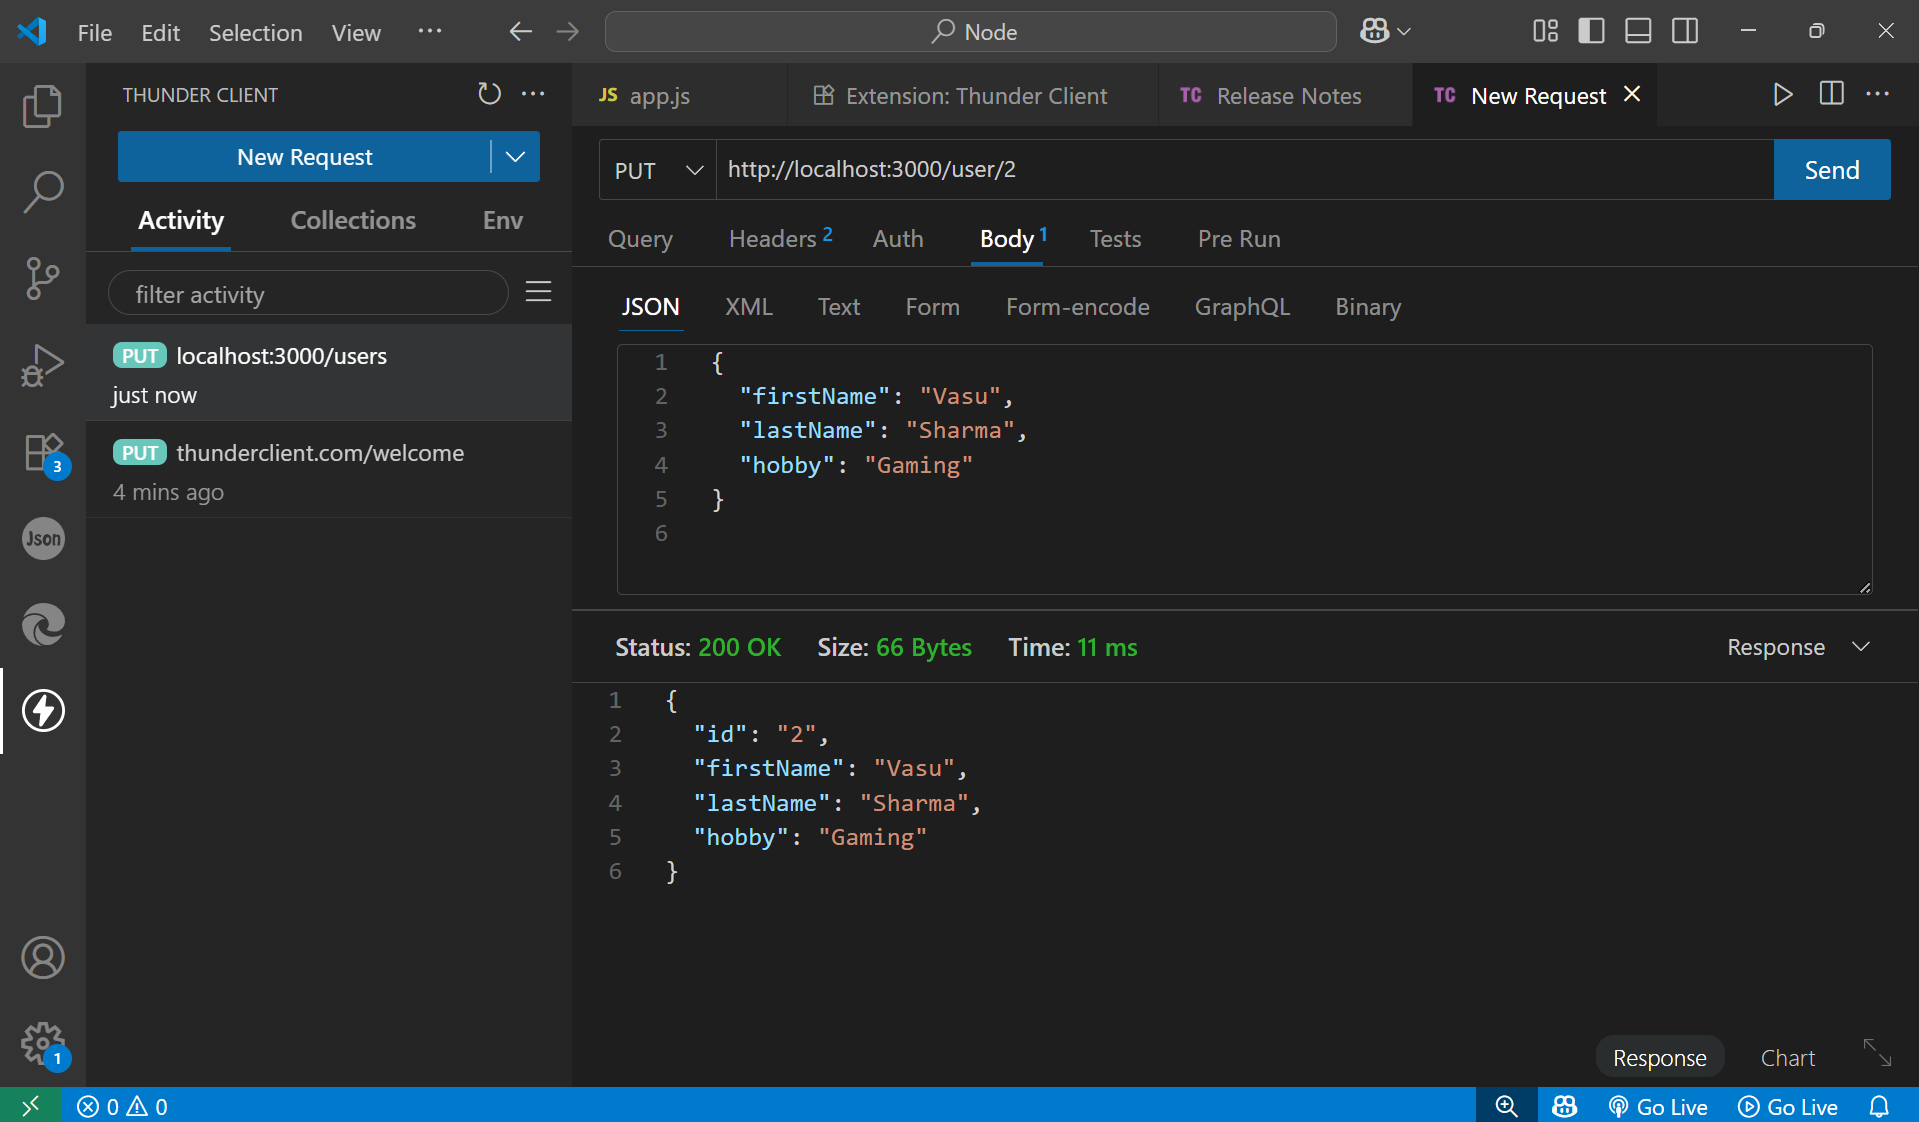 File Edit Selection View ··· Node
THUNDER CLIENT ···
New Request
Activity Collections Env
filter activity
PUT localhost:3000/users
just now
PUT thunderclient.com/welcome
4 mins ago
3
Json
1
JS app.js Extension: Thunder Client TC Release Notes TC New Request ···
PUT http://localhost:3000/user/2 Send
Query Headers 2 Auth Body 1 Tests Pre Run
JSON XML Text Form Form-encode GraphQL Binary
1 {
2 "firstName": "Vasu",
3 "lastName": "Sharma",
4 "hobby": "Gaming"
5 }
6
Status: 200 OK Size: 66 Bytes Time: 11 ms Response
1 {
2 "id": "2",
3 "firstName": "Vasu",
4 "lastName": "Sharma",
5 "hobby": "Gaming"
6 }
Response Chart
0 0 Go Live Go Live